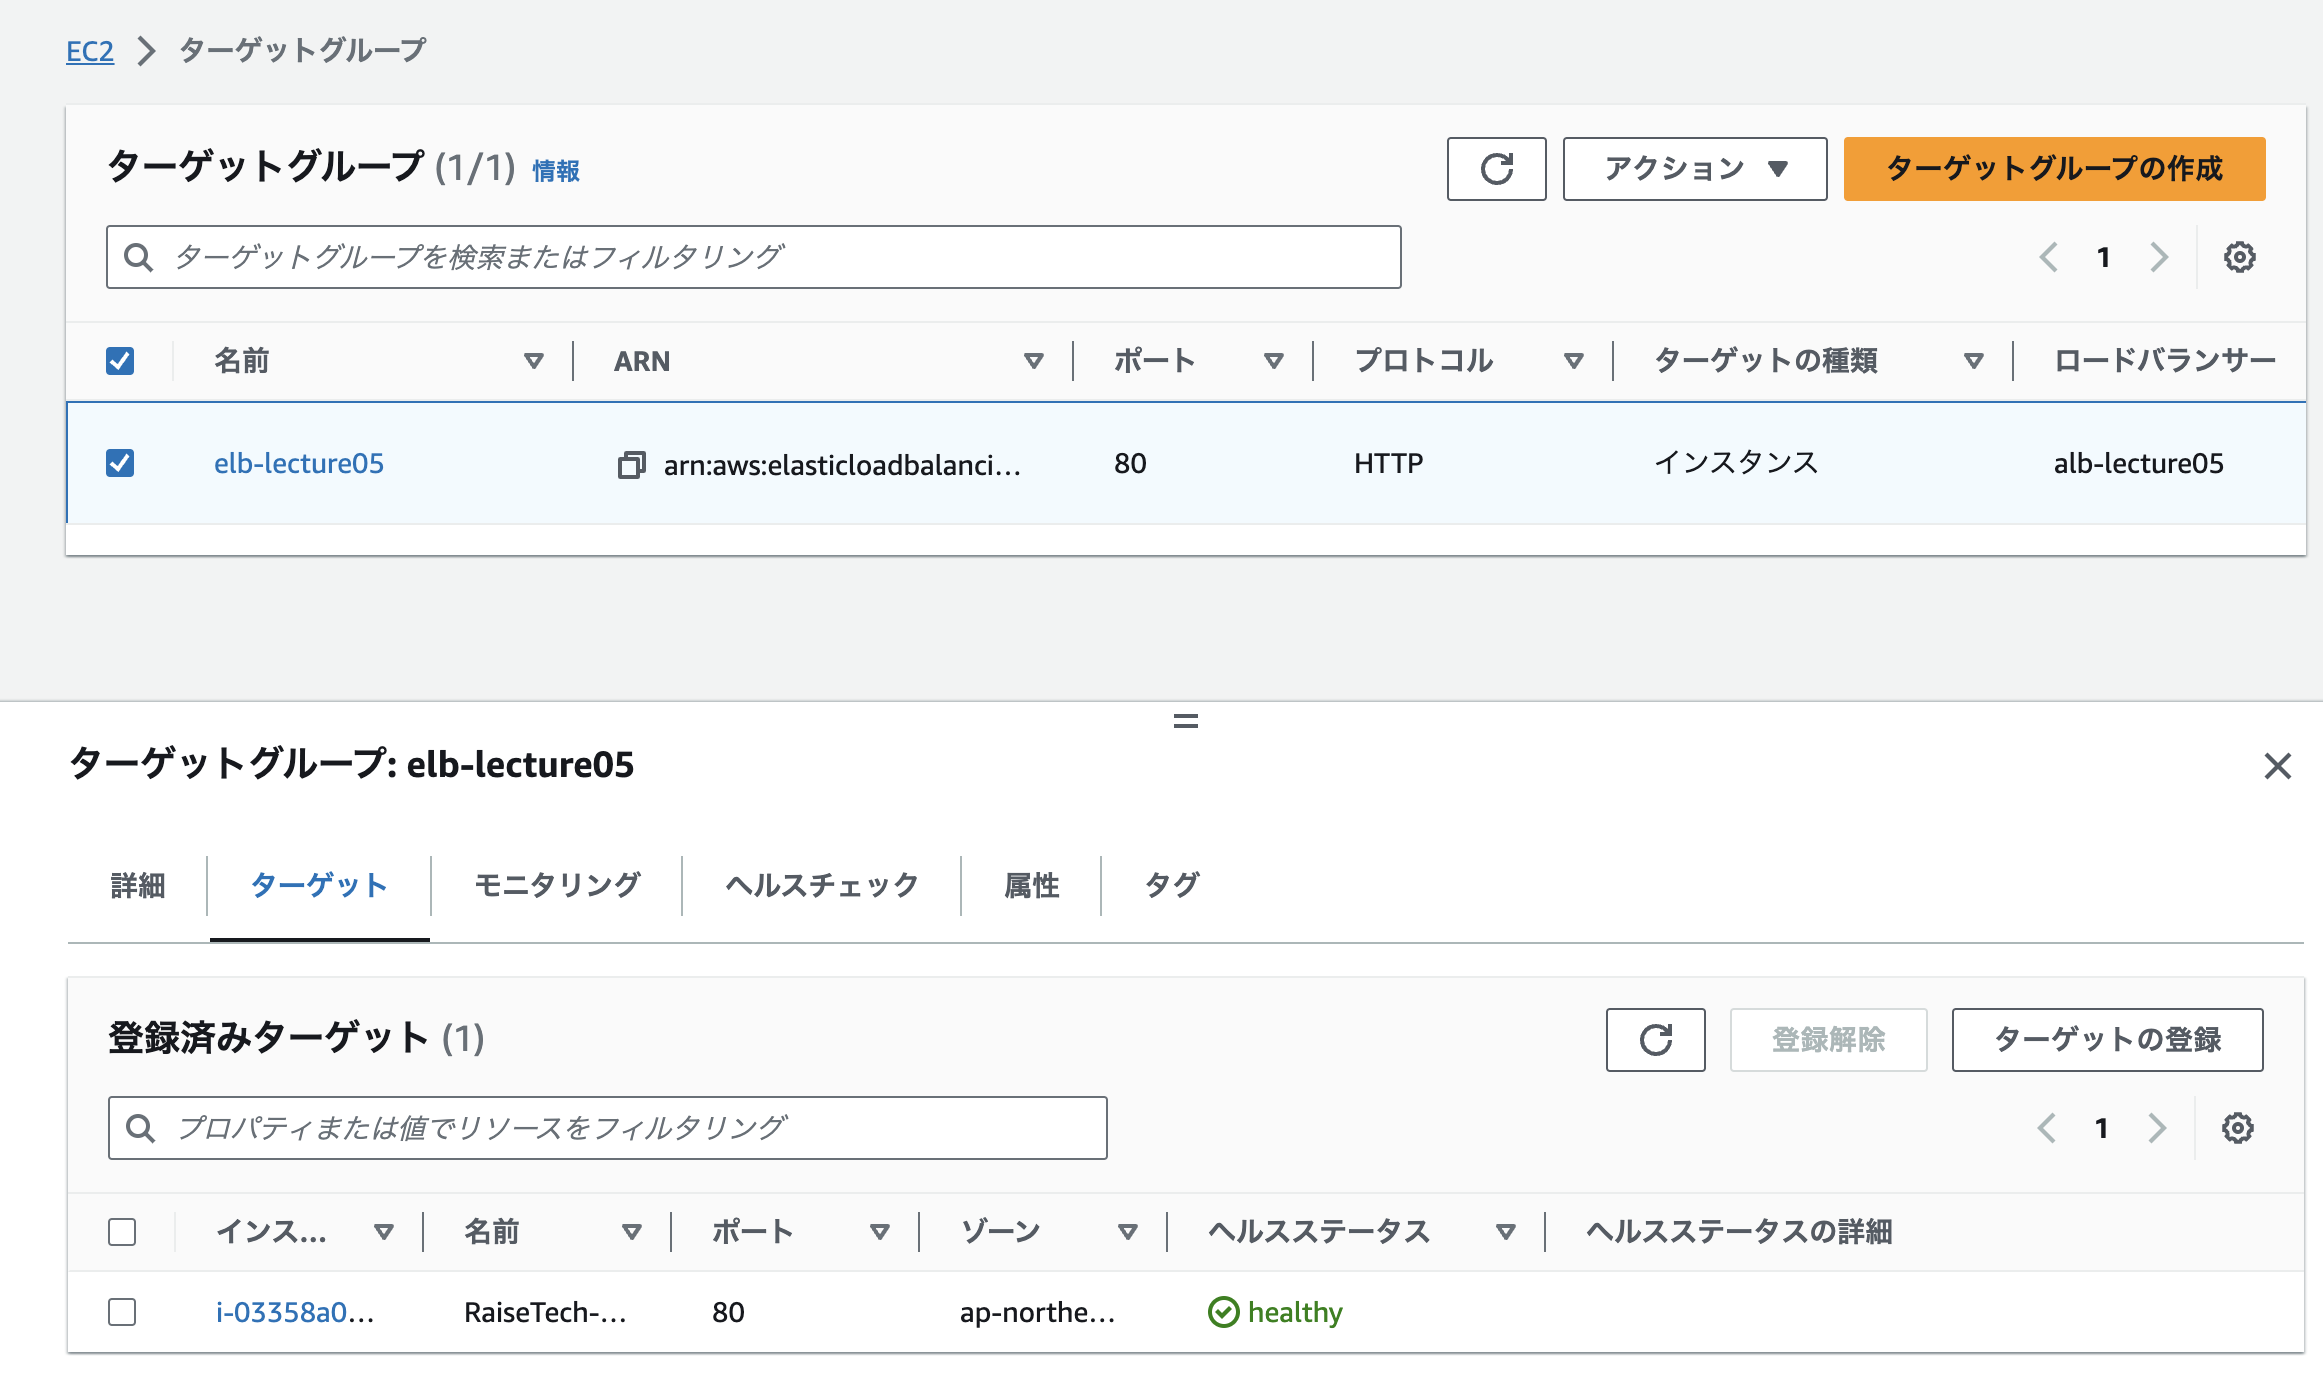 EC2 > ターゲットグループ
ターゲットグループ (1/1) 情報
アクション ▼
ターゲットグループの作成
ターゲットグループを検索またはフィルタリング
1
名前 ARN ポート プロトコル ターゲットの種類 ロードバランサー
elb-lecture05 arn:aws:elasticloadbalanci... 80 HTTP インスタンス alb-lecture05
ターゲットグループ: elb-lecture05
詳細 ターゲット モニタリング ヘルスチェック 属性 タグ
登録済みターゲット (1)
登録解除
ターゲットの登録
プロパティまたは値でリソースをフィルタリング
1
インス... 名前 ポート ゾーン ヘルスステータス ヘルスステータスの詳細
i-03358a0... RaiseTech-... 80 ap-northe... healthy